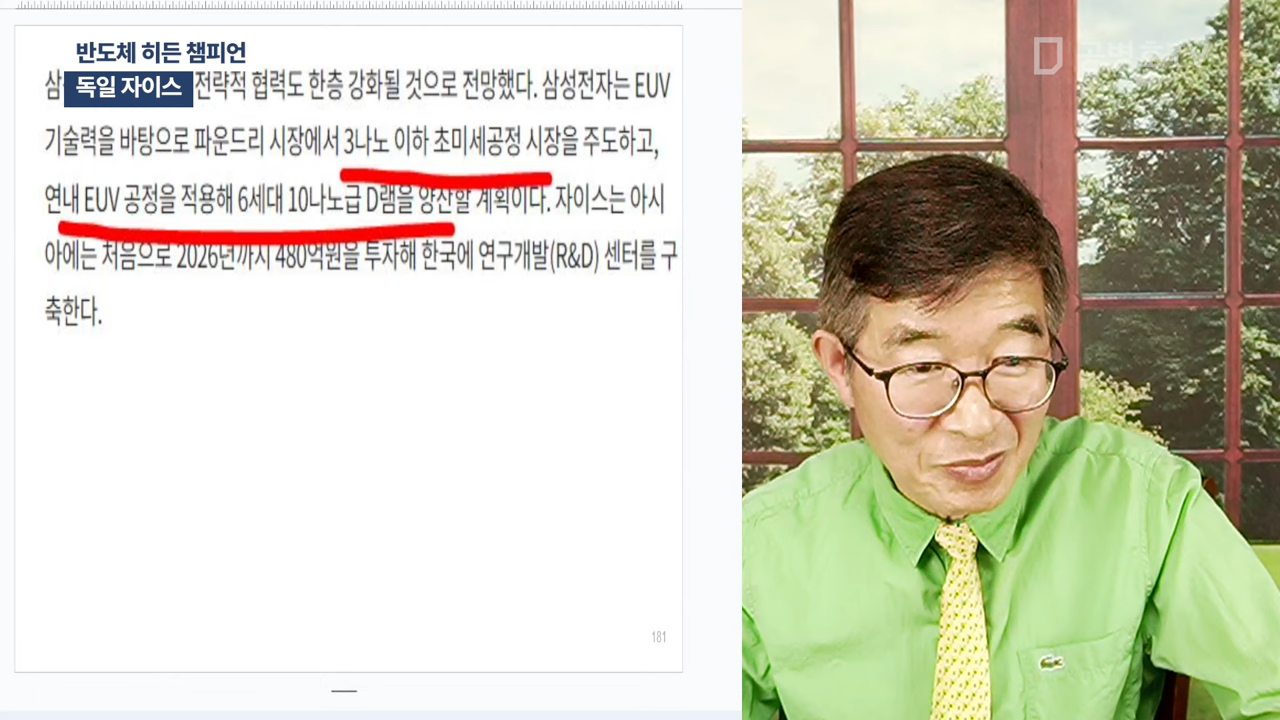 반도체 히든 챔피언
독일 자이스
삼 전략적 협력도 한층 강화될 것으로 전망했다. 삼성전자는 EUV
기술력을 바탕으로 파운드리 시장에서 3나노 이하 초미세공정 시장을 주도하고,
연내 EUV 공정을 적용해 6세대 10나노급 D램을 양산할 계획이다. 자이스는 아시
아에는 처음으로 2026년까지 480억원을 투자해 한국에 연구개발(R&D) 센터를 구
축한다.
181